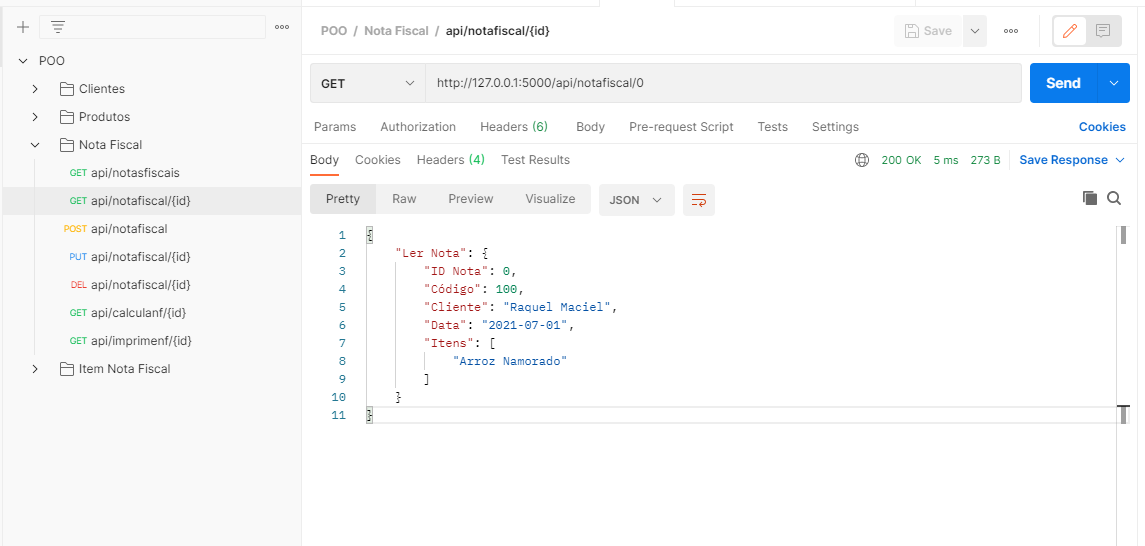 POO
Clientes
Produtos
Nota Fiscal
GET api/notasfiscais
GET api/notafiscal/{id}
POST api/notafiscal
PUT api/notafiscal/{id}
DEL api/notafiscal/{id}
GET api/calculanf/{id}
GET api/imprimenf/{id}
Item Nota Fiscal
POO / Nota Fiscal / api/notafiscal/{id}
Save
GET http://127.0.0.1:5000/api/notafiscal/0
Send
Params Authorization Headers (6) Body Pre-request Script Tests Settings Cookies
Body Cookies Headers (4) Test Results 200 OK 5 ms 273 B Save Response
Pretty Raw Preview Visualize JSON
1 {
2 "Ler Nota": {
3 "ID Nota": 0,
4 "Código": 100,
5 "Cliente": "Raquel Maciel",
6 "Data": "2021-07-01",
7 "Itens": [
8 "Arroz Namorado"
9 ]
10 }
11 }